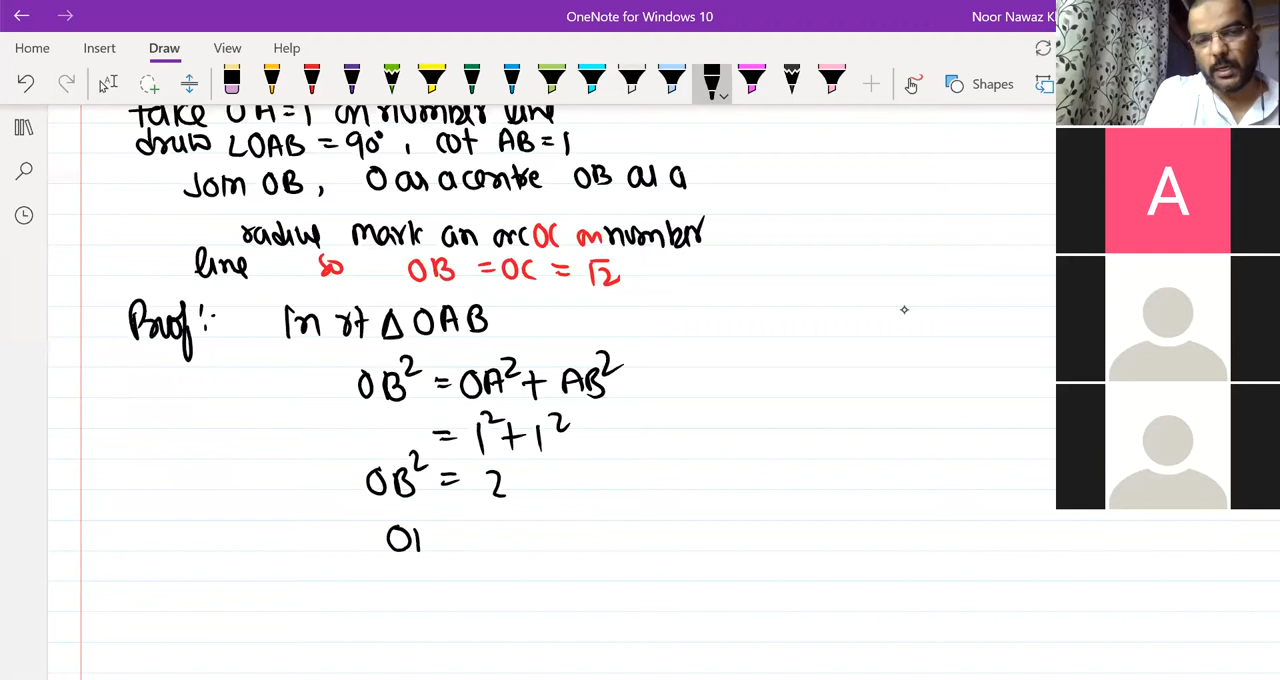 OneNote for Windows 10
Noor Nawaz K
Home Insert Draw View Help
Shapes
take OA=1 on number line
draw ∠OAB = 90°, cot AB=1
Join OB, O as a centre OB as a
radius mark an arc OC on number
line so OB = OC = √2
Proof:- In rt Δ OAB
OB² = OA² + AB²
= 1² + 1²
OB² = 2
A